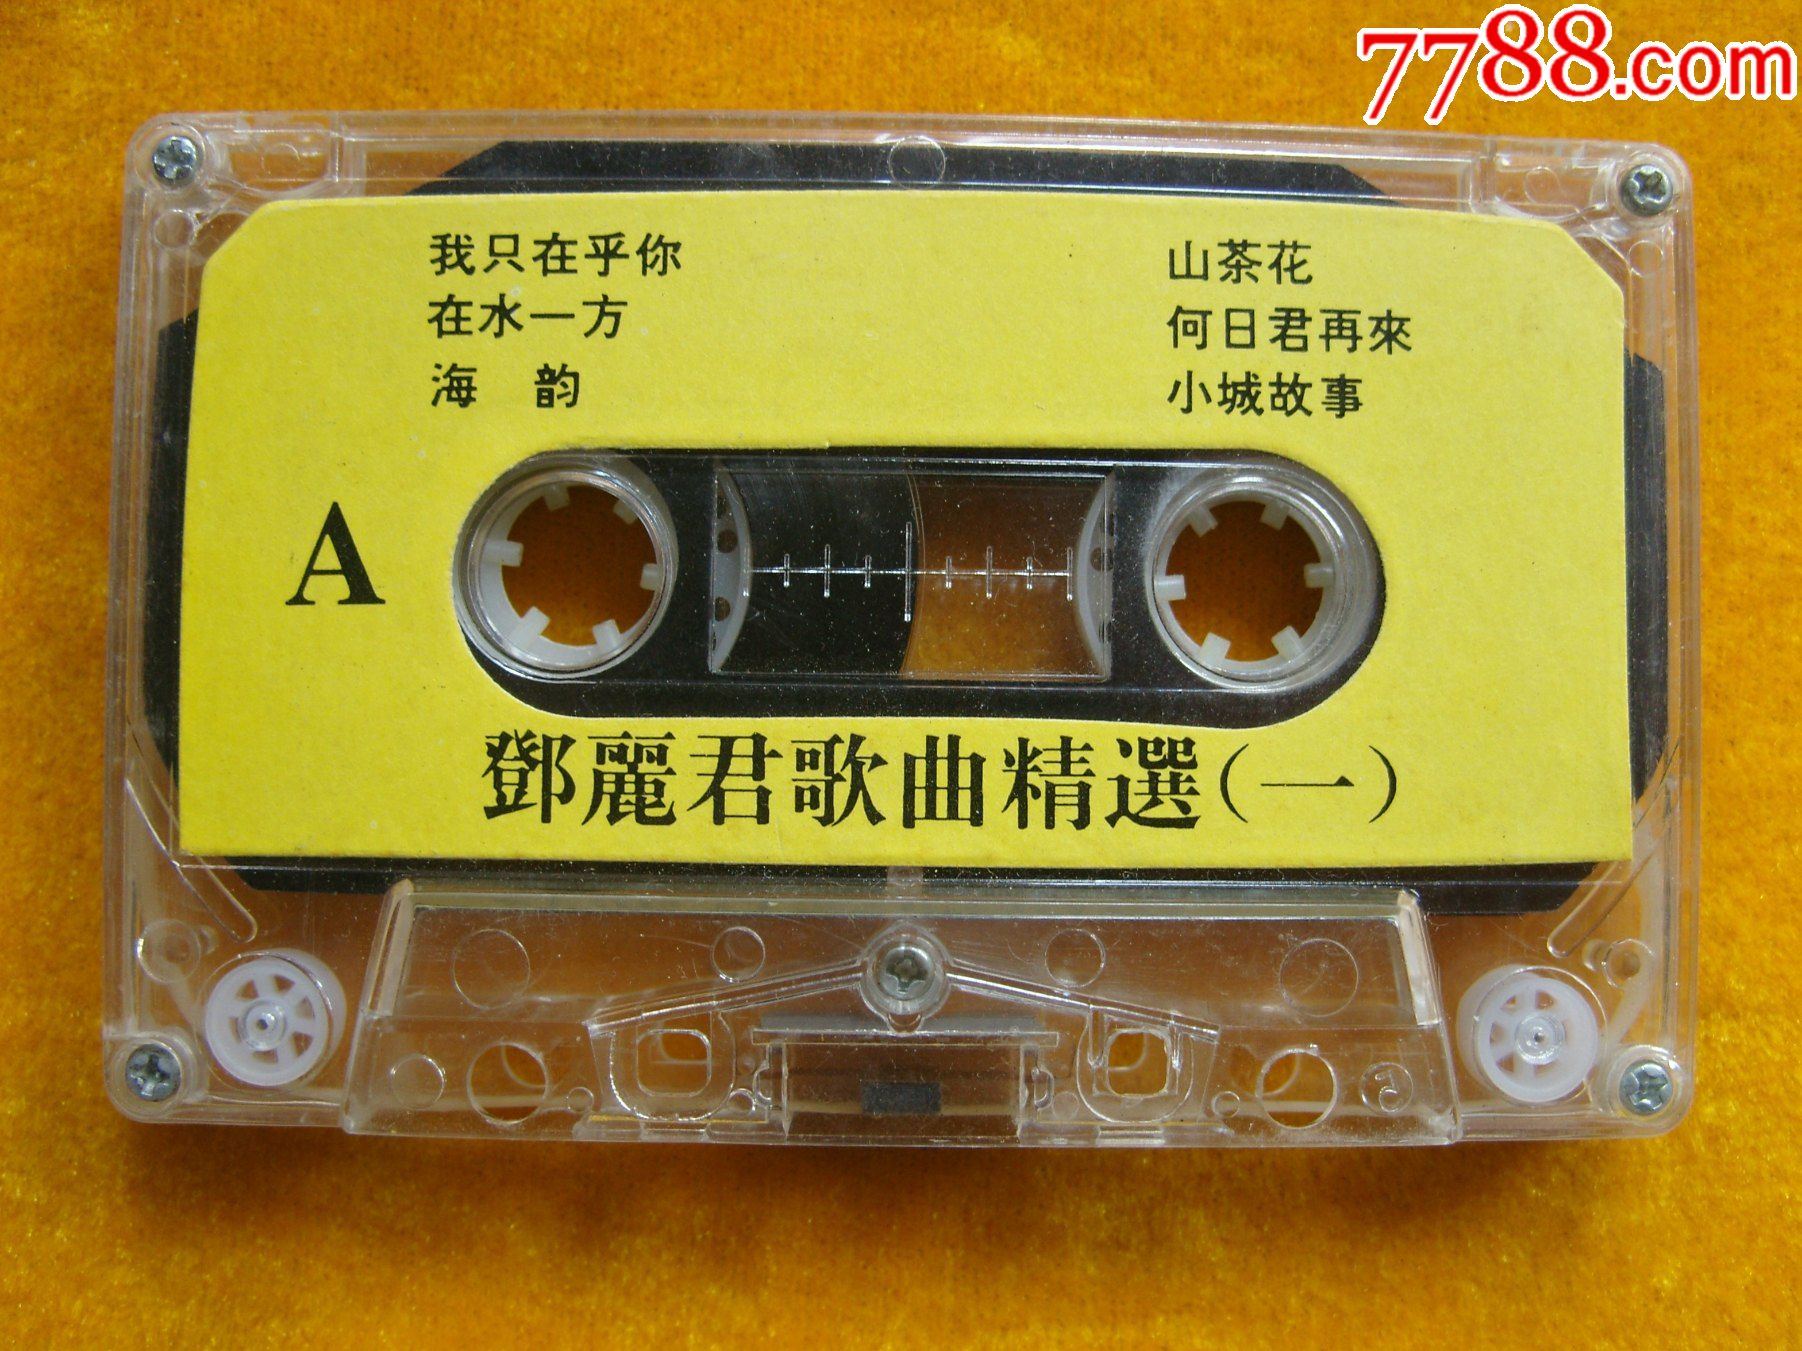 7788.com
我只在乎你
在水一方
海 韵
山茶花
何日君再來
小城故事
A
鄧麗君歌曲精選(一)